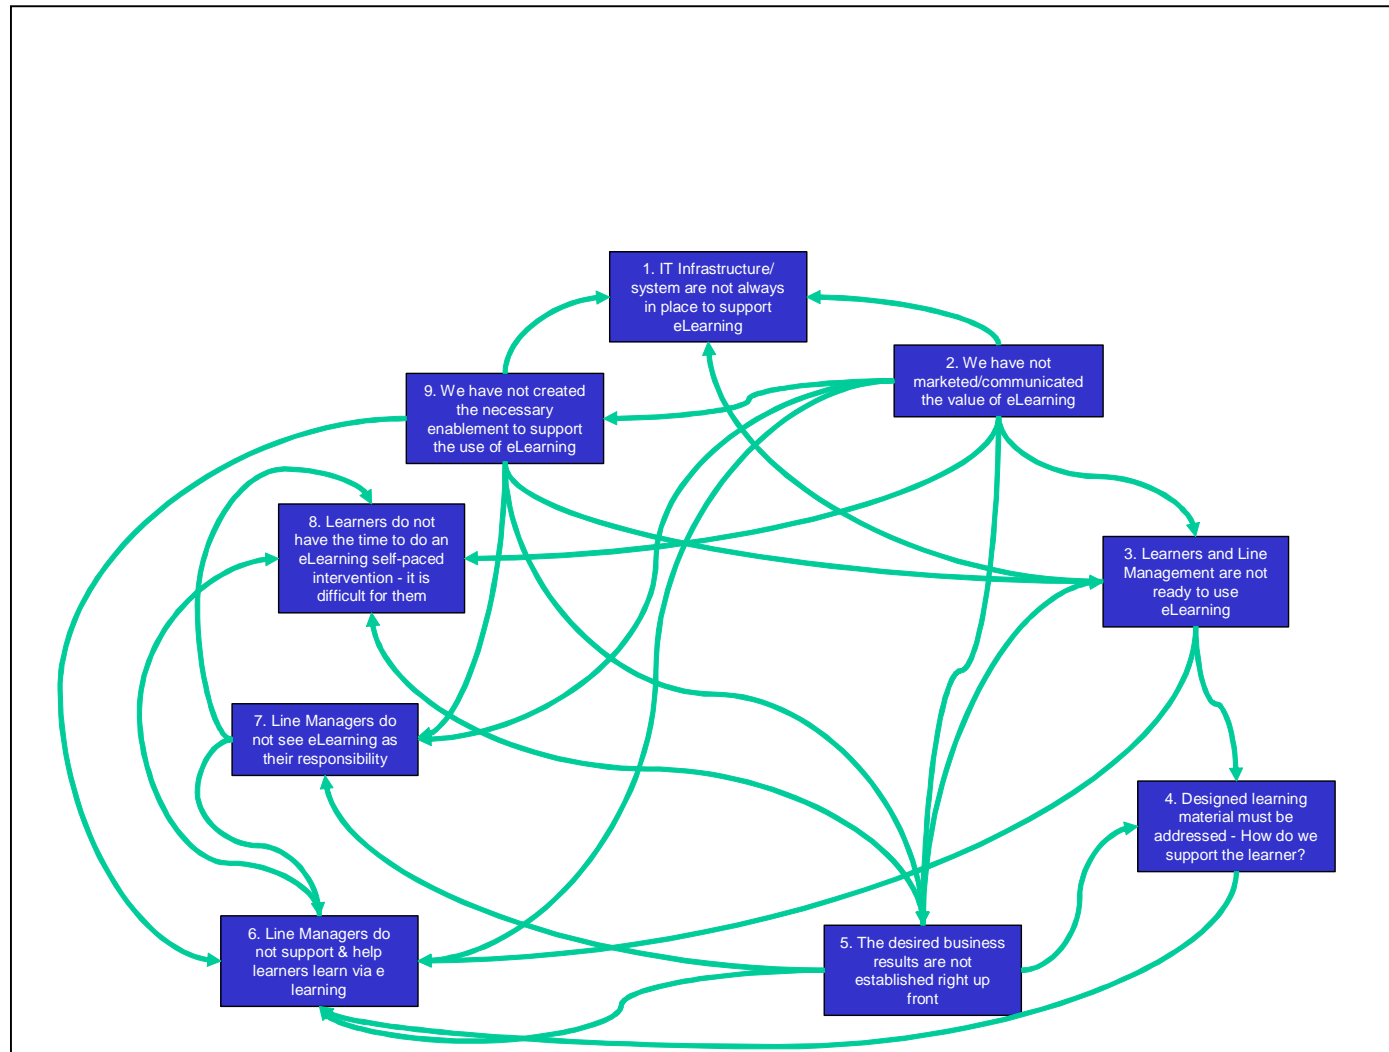 1. IT Infrastructure/
system are not always
in place to support
eLearning
2. We have not
marketed/communicated
the value of eLearning
9. We have not created
the necessary
enablement to support
the use of eLearning
8. Learners do not
have the time to do an
eLearning self-paced
intervention - it is
difficult for them
3. Learners and Line
Management are not
ready to use
eLearning
7. Line Managers do
not see eLearning as
their responsibility
4. Designed learning
material must be
addressed - How do we
support the learner?
6. Line Managers do
not support & help
learners learn via e
learning
5. The desired business
results are not
established right up
front